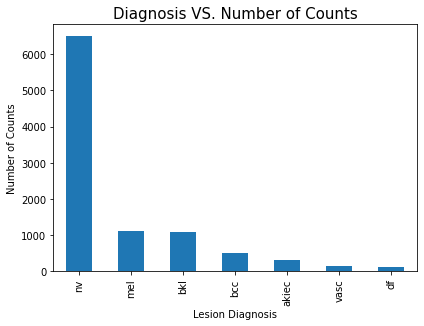 Diagnosis VS. Number of Counts
6000
5000
4000
3000
2000
1000
0
Number of Counts
nv
mel
bkl
bcc
akiec
vasc
df
Lesion Diagnosis